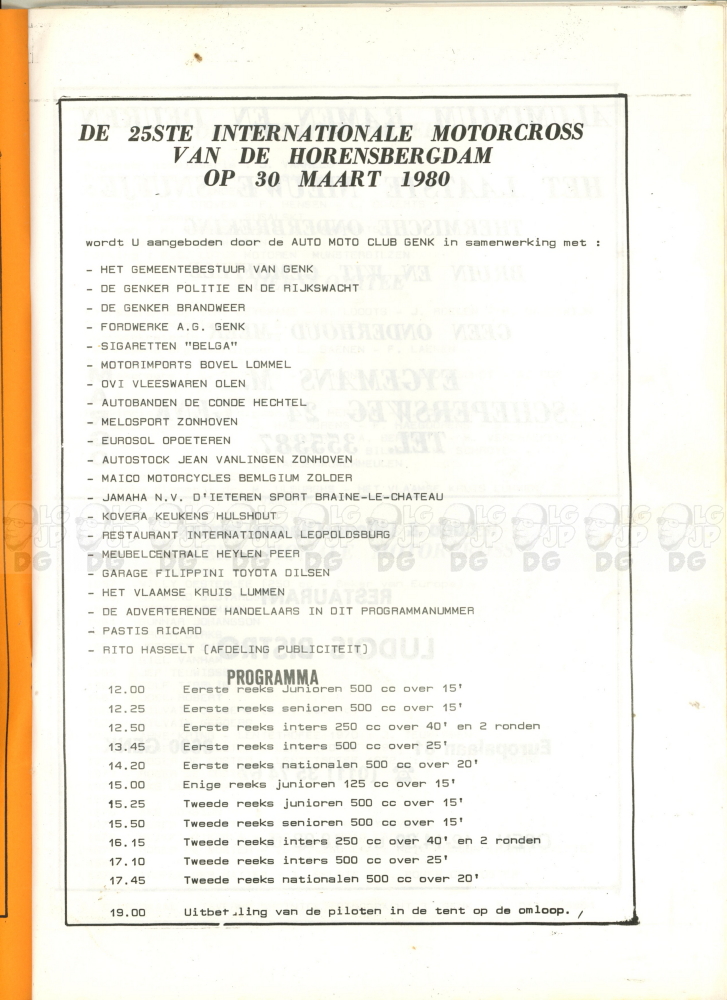 DE 25STE INTERNATIONALE MOTORCROSS
VAN DE HORENSBERGDAM
OP 30 MAART 1980
wordt U aangeboden door de AUTO MOTO CLUB GENK in samenwerking met :
- HET GEMEENTEBESTUUR VAN GENK
- DE GENKER POLITIE EN DE RIJKSWACHT
- DE GENKER BRANDWEER
- FORDWERKE A.G. GENK
- SIGARETTEN "BELGA"
- MOTORIMPORTS BOVEL LOMMEL
- OVI VLEESWAREN OLEN
- AUTOBANDEN DE CONDE HECHTEL
- MELOSPORT ZONHOVEN
- EUROSOL OPOETEREN
- AUTOSTOCK JEAN VANLINGEN ZONHOVEN
- MAICO MOTORCYCLES BEMLGIUM ZOLDER
- JAMAHA N.V. D'IETEREN SPORT BRAINE-LE-CHATEAU
- KOVERA KEUKENS HULSHOUT
- RESTAURANT INTERNATIONAAL LEOPOLDSBURG
- MEUBELCENTRALE HEYLEN PEER
- GARAGE FILIPPINI TOYOTA DILSEN
- HET VLAAMSE KRUIS LUMMEN
- DE ADVERTERENDE HANDELAARS IN DIT PROGRAMMANUMMER
- PASTIS RICARD
- RITO HASSELT (AFDELING PUBLICITEIT)
PROGRAMMA
12.00 Eerste reeks Junioren 500 cc over 15'
12.25 Eerste reeks senioren 500 cc over 15'
12.50 Eerste reeks inters 250 cc over 40' en 2 ronden
13.45 Eerste reeks inters 500 cc over 25'
14.20 Eerste reeks nationalen 500 cc over 20'
15.00 Enige reeks junioren 125 cc over 15'
15.25 Tweede reeks junioren 500 cc over 15'
15.50 Tweede reeks senioren 500 cc over 15'
16.15 Tweede reeks inters 250 cc over 40' en 2 ronden
17.10 Tweede reeks inters 500 cc over 25'
17.45 Tweede reeks nationalen 500 cc over 20'
19.00 Uitbetaling van de piloten in de tent op de omloop.